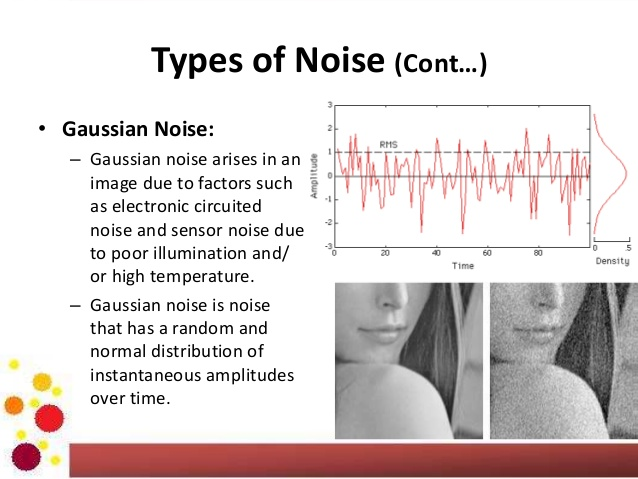 Types of Noise (Cont…)
• Gaussian Noise:
– Gaussian noise arises in an
image due to factors such
as electronic circuited
noise and sensor noise due
to poor illumination and/
or high temperature.
– Gaussian noise is noise
that has a random and
normal distribution of
instantaneous amplitudes
over time.
3
2
1
0
-1
-2
-3
Amplitude
RMS
0 20 40 60 80
Time
0 .5
Density